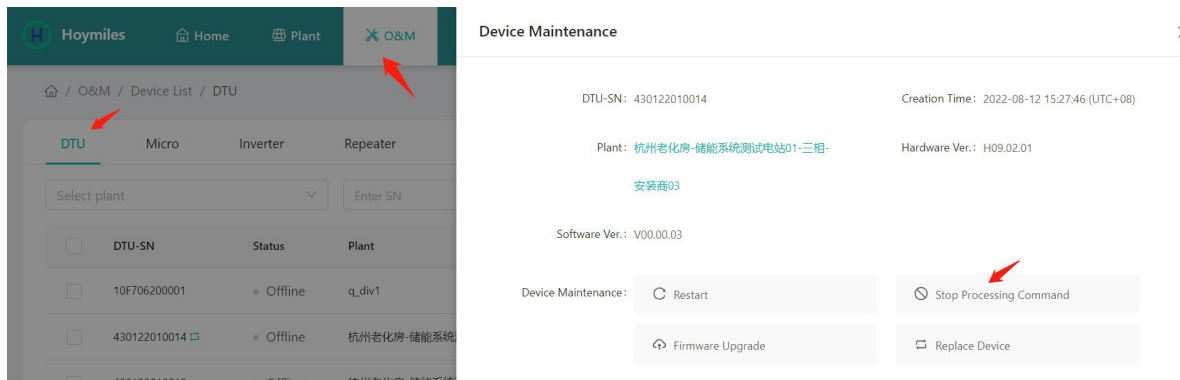 Hoymiles Home Plant O&M
/ O&M / Device List / DTU
DTU Micro Inverter Repeater
Select plant Enter SN
DTU-SN Status Plant
10F706200001 Offline q_div1
430122010014 Offline 杭州老化房-储能系统
Device Maintenance
DTU-SN: 430122010014 Creation Time: 2022-08-12 15:27:46 (UTC+08)
Plant: 杭州老化房-储能系统测试电站01-三相- Hardware Ver.: H09.02.01
安装商03
Software Ver.: V00.00.03
Device Maintenance: Restart Stop Processing Command
Firmware Upgrade Replace Device